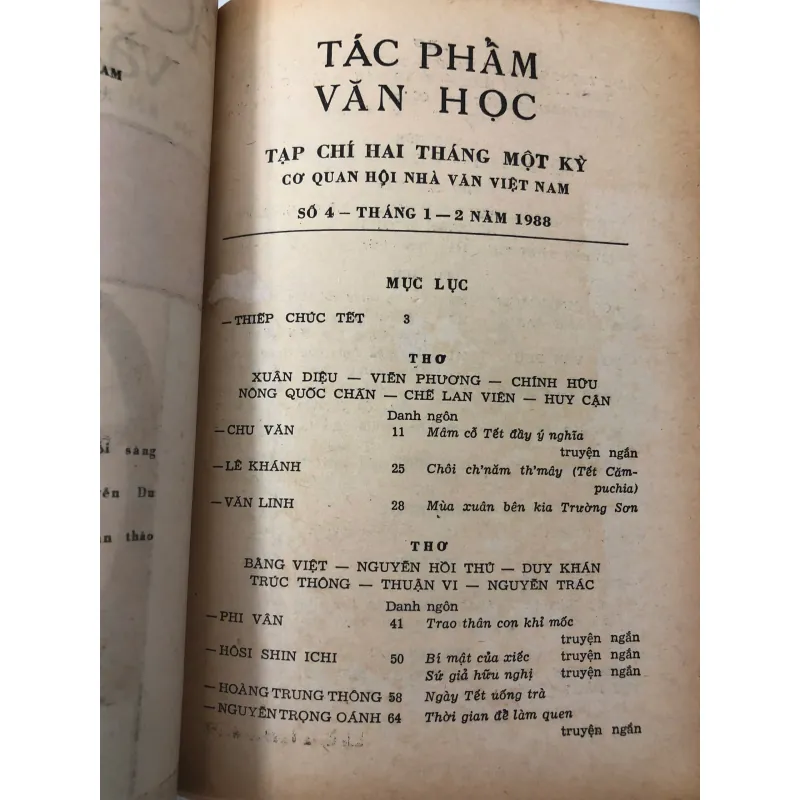 AM
ối sáng
ễn Du
ản thảo
TÁC PHẨM
VĂN HỌC
TẠP CHÍ HAI THÁNG MỘT KỲ
CƠ QUAN HỘI NHÀ VĂN VIỆT NAM
SỐ 4 — THÁNG 1 — 2 NĂM 1988
MỤC LỤC
— THIẾP CHÚC TẾT 3
THƠ
XUÂN DIỆU — VIỄN PHƯƠNG — CHÍNH HỮU
NÔNG QUỐC CHẤN — CHẾ LAN VIÊN — HUY CẬN
Danh ngôn
— CHU VĂN 11 Mâm cỗ Tết đầy ý nghĩa
truyện ngắn
— LÊ KHÁNH 25 Chôi ch'năm th'mây (Tết Căm-
puchia)
— VĂN LINH 28 Mùa xuân bên kia Trường Sơn
THƠ
BẰNG VIỆT — NGUYỄN HỒI THỦ — DUY KHÁN
TRÚC THÔNG — THUẬN VI — NGUYỄN TRÁC
Danh ngôn
— PHI VÂN 41 Trao thân con khỉ mốc
truyện ngắn
— HÔSI SHIN ICHI 50 Bí mật của xiếc truyện ngắn
Sứ giả hữu nghị truyện ngắn
— HOÀNG TRUNG THÔNG 58 Ngày Tết uống trà
— NGUYỄN TRỌNG OÁNH 64 Thời gian để làm quen
truyện ngắn